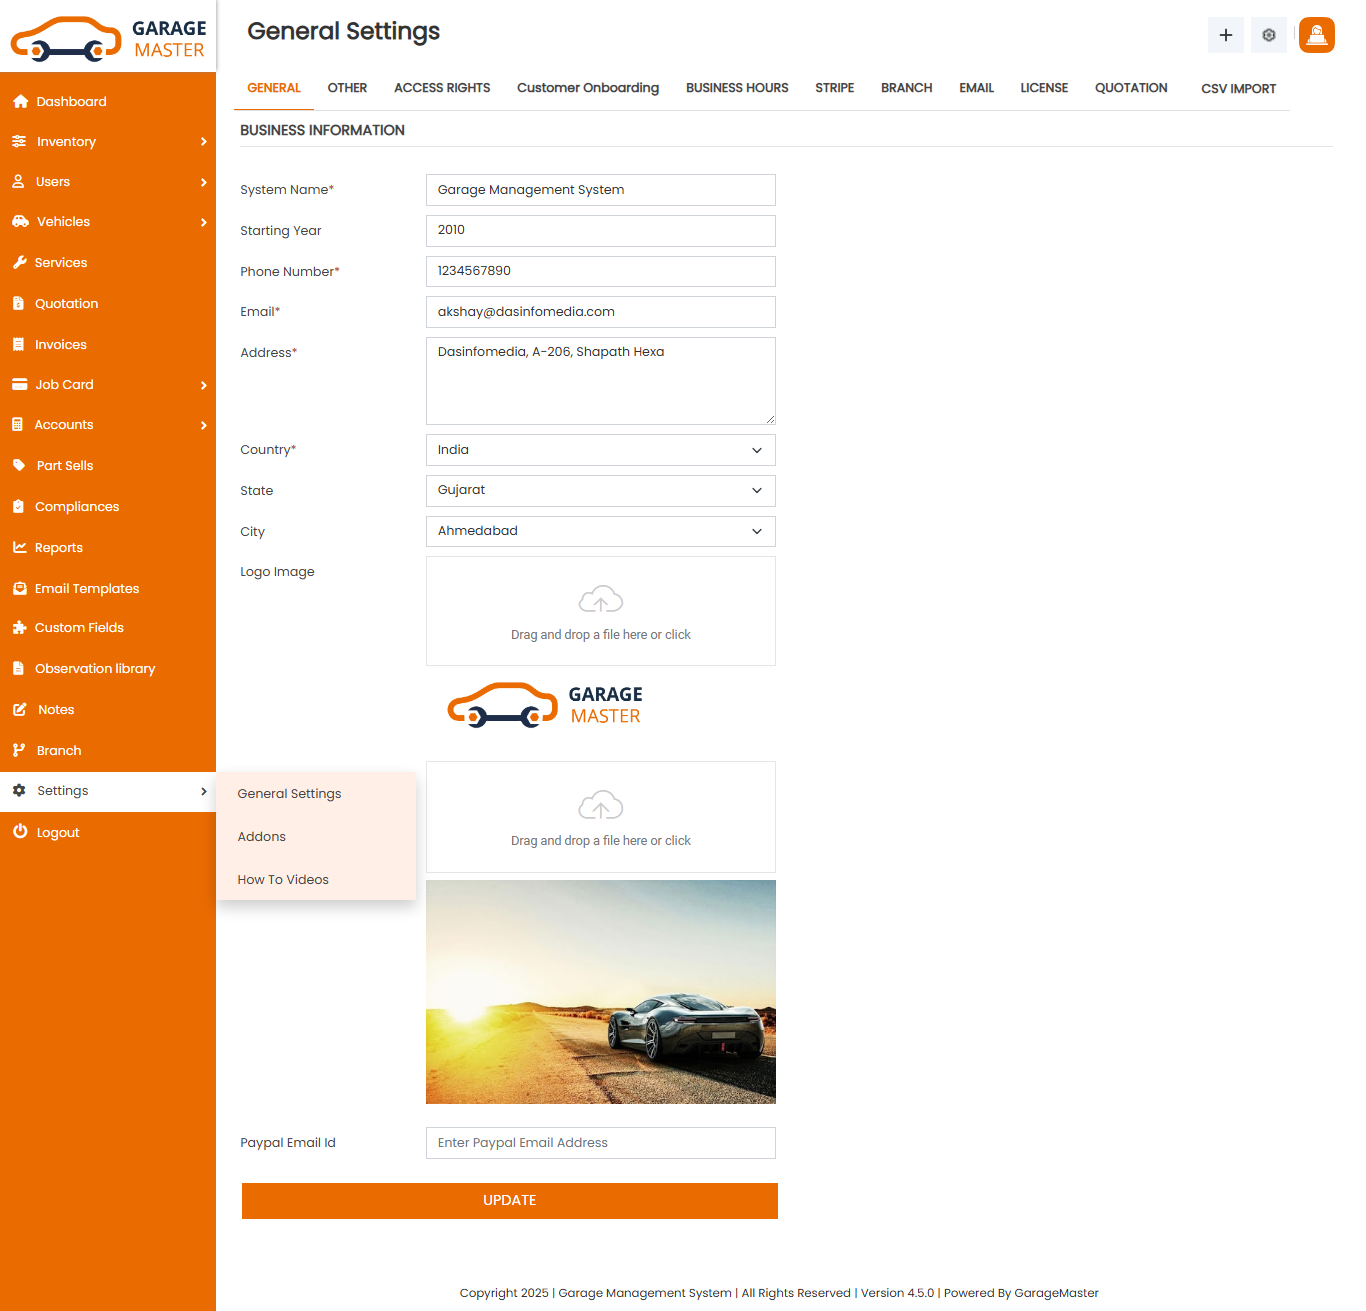 GARAGE
MASTER
General Settings
GENERAL
OTHER
ACCESS RIGHTS
Customer Onboarding
BUSINESS HOURS
STRIPE
BRANCH
EMAIL
LICENSE
QUOTATION
CSV IMPORT
Dashboard
Inventory
Users
Vehicles
Services
Quotation
Invoices
Job Card
Accounts
Part Sells
Compliances
Reports
Email Templates
Custom Fields
Observation library
Notes
Branch
Settings
Logout
General Settings
Addons
How To Videos
BUSINESS INFORMATION
System Name*
Garage Management System
Starting Year
2010
Phone Number*
1234567890
Email*
akshay@dasinfomedia.com
Address*
Dasinfomedia, A-206, Shapath Hexa
Country*
India
State
Gujarat
City
Ahmedabad
Logo Image
Drag and drop a file here or click
GARAGE
MASTER
Drag and drop a file here or click
Paypal Email Id
Enter Paypal Email Address
UPDATE
Copyright 2025 | Garage Management System | All Rights Reserved | Version 4.5.0 | Powered By GarageMaster